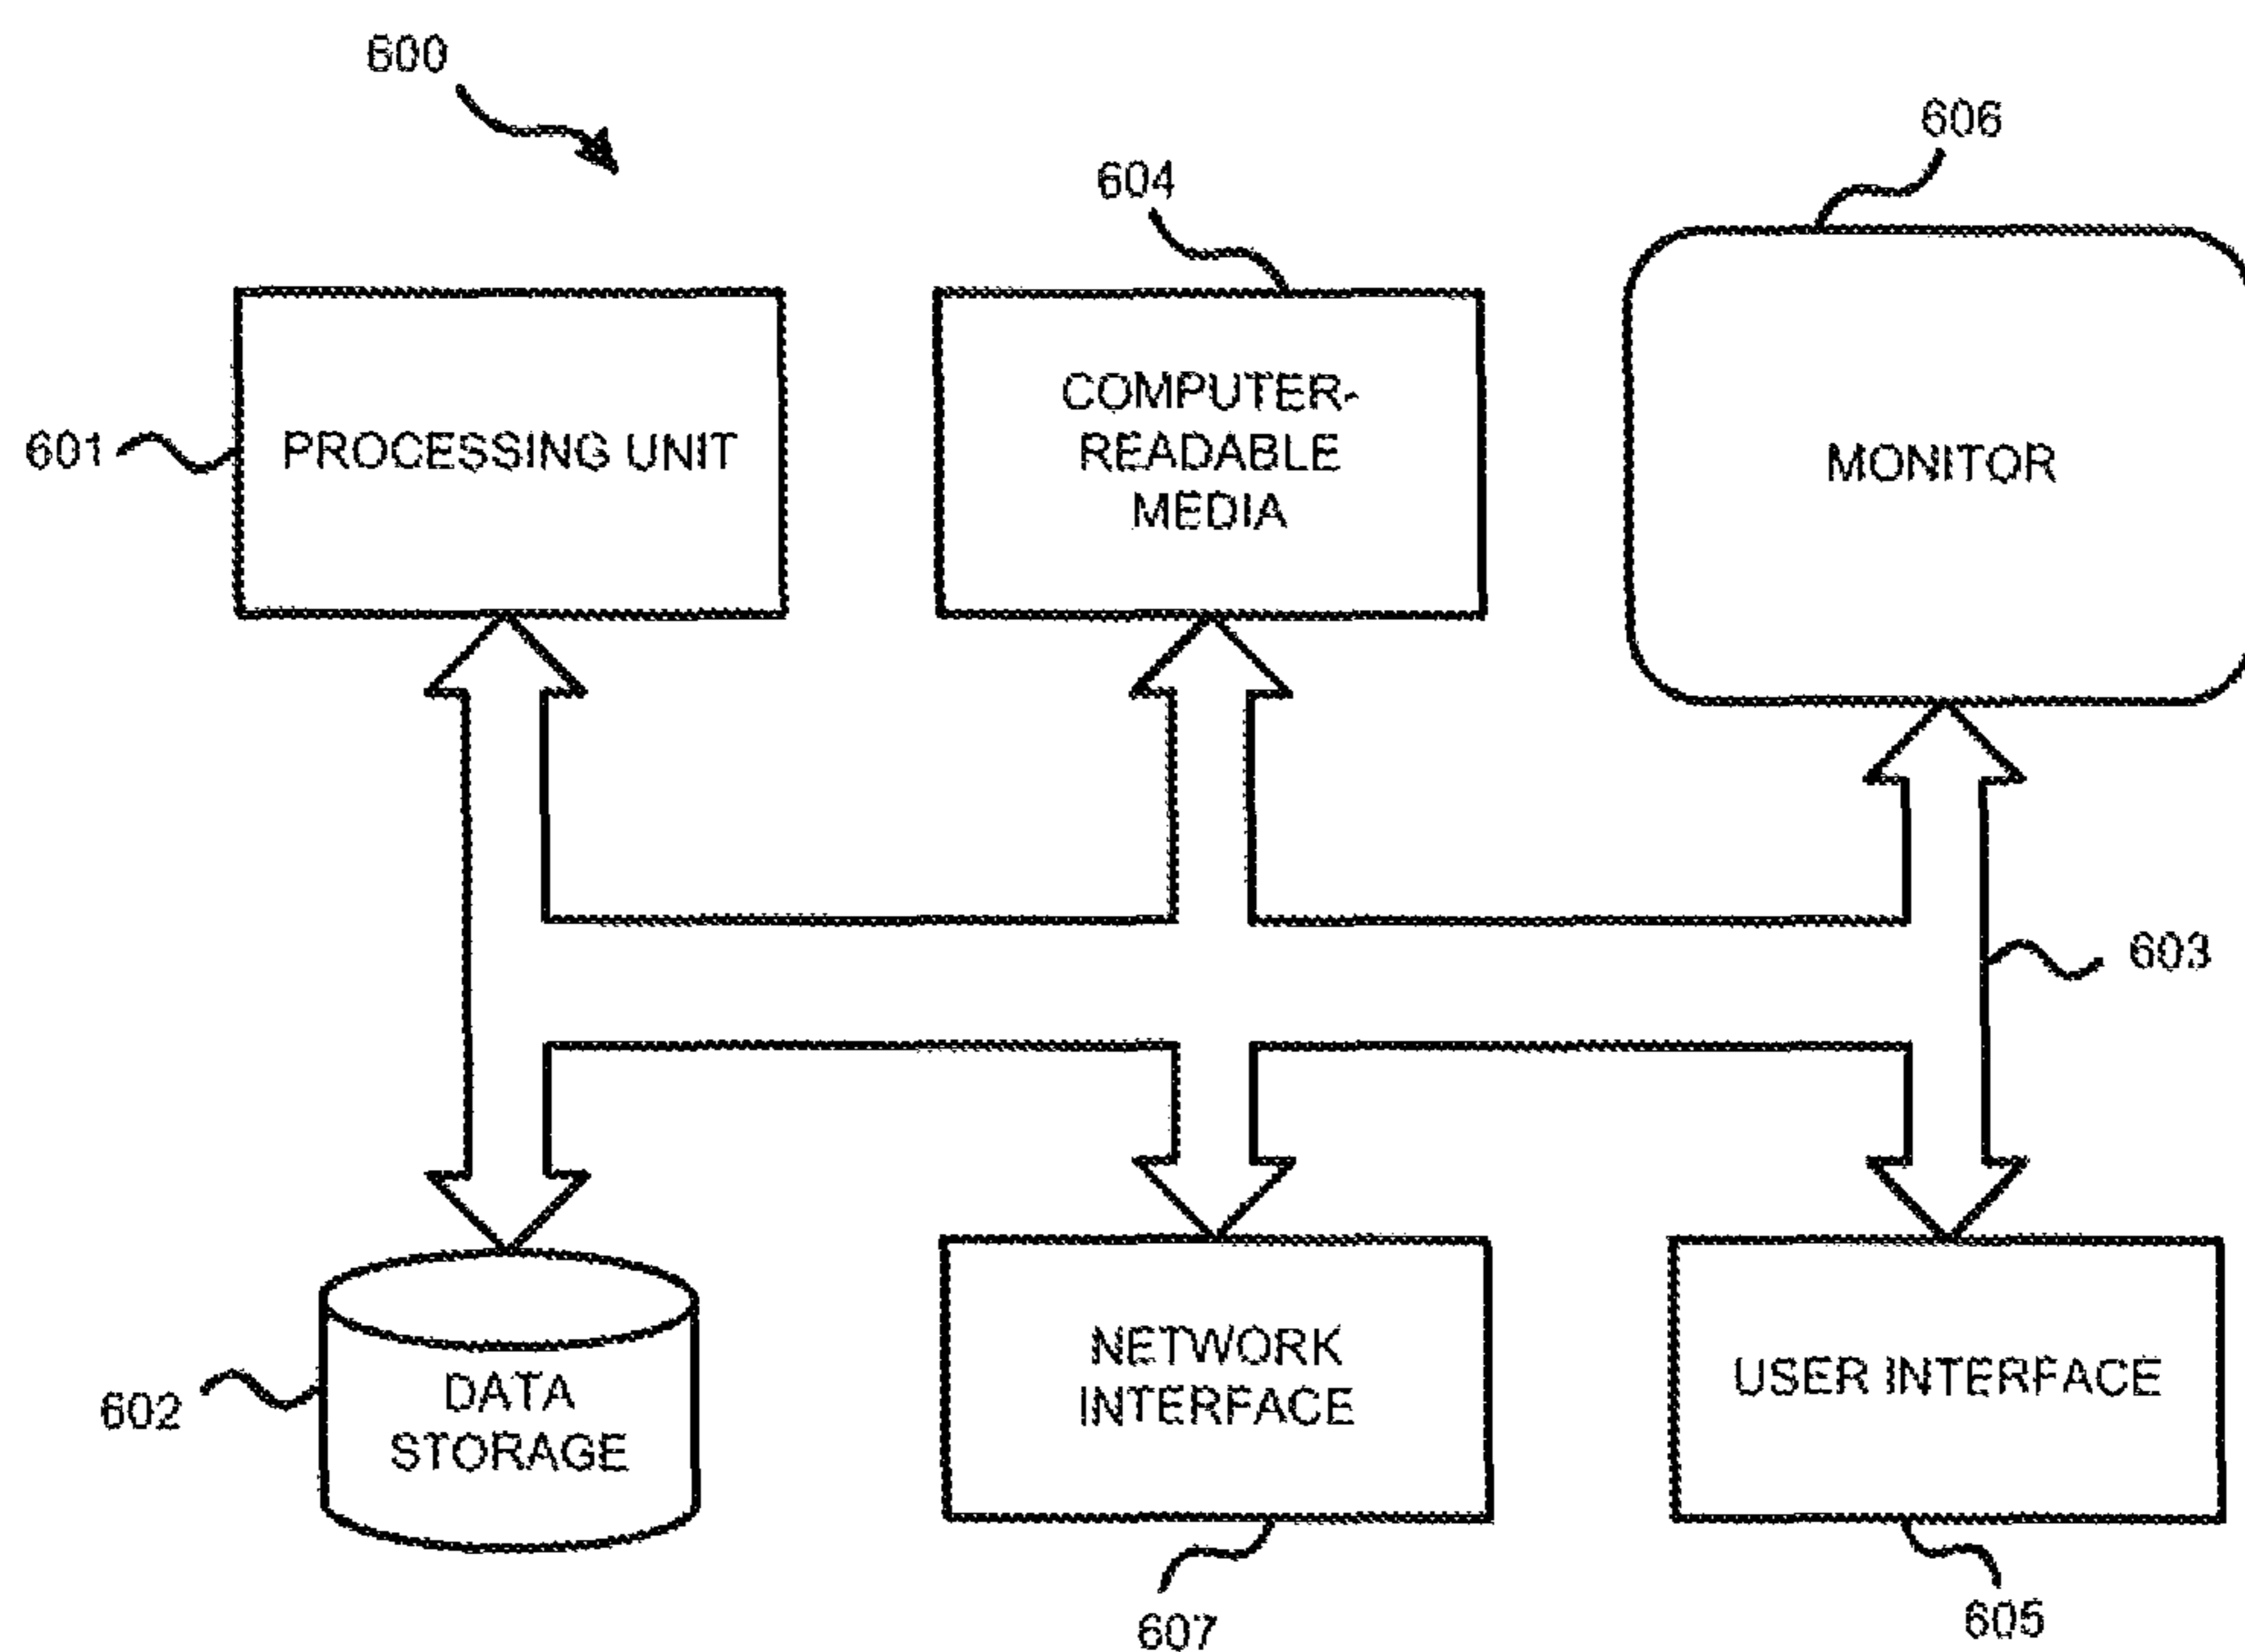 600
606
604
COMPUTER-
READABLE
MEDIA
601
PROCESSING UNIT
MONITOR
603
NETWORK
INTERFACE
USER INTERFACE
602
DATA
STORAGE
607
605